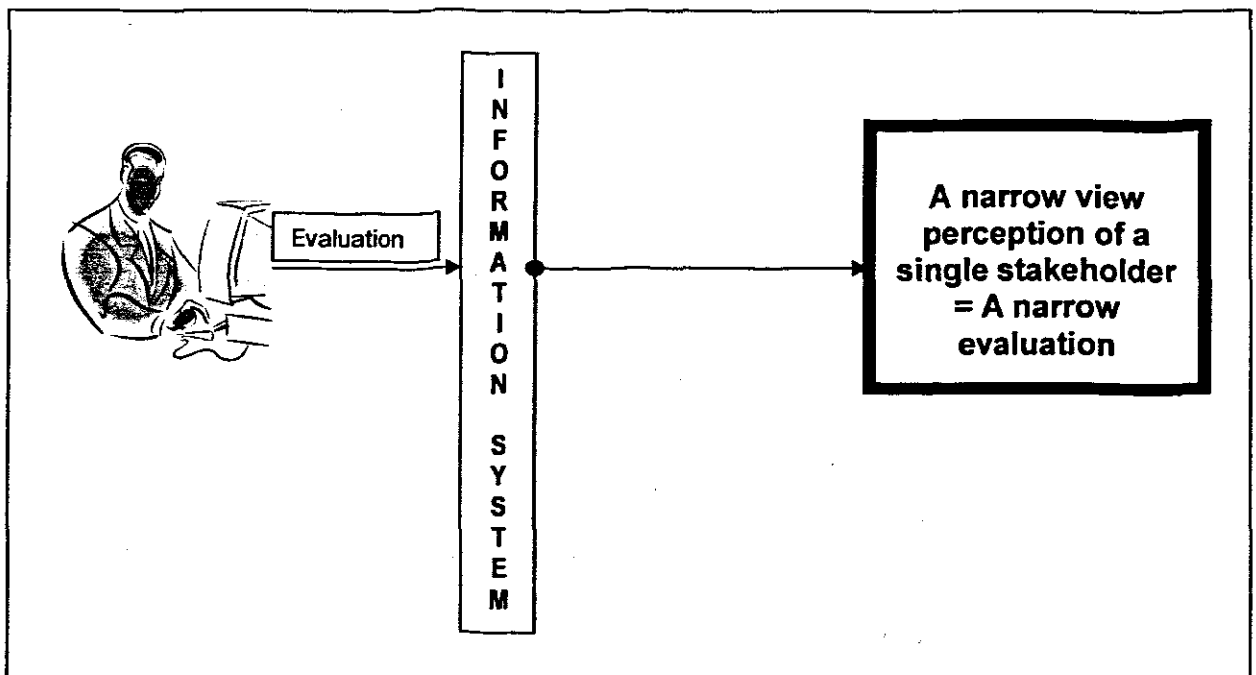 Evaluation
I
N
F
O
R
M
A
T
I
O
N
S
Y
S
T
E
M
A narrow view
perception of a
single stakeholder
= A narrow
evaluation